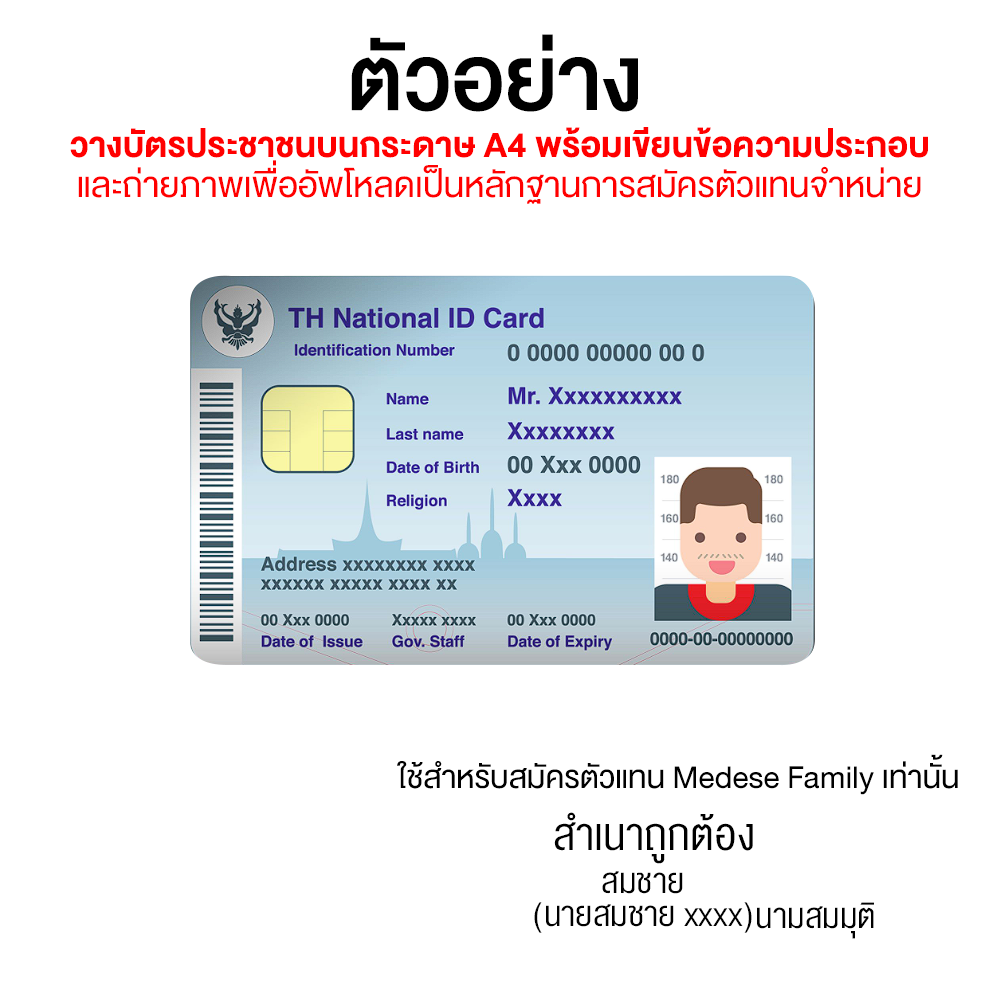 ตัวอย่าง
วางบัตรประชาชนบนกระดาษ A4 พร้อมเขียนข้อความประกอบ
และถ่ายภาพเพื่ออัพโหลดเป็นหลักฐานการสมัครตัวแทนจำหน่าย
TH National ID Card
Identification Number 0 0000 00000 00 0
Name Mr. Xxxxxxxxxx
Last name Xxxxxxxx
Date of Birth 00 Xxx 0000
Religion Xxxx
180 180
160 160
140 140
Address xxxxxxxx xxxx
xxxxxx xxxxx xxxx xx
00 Xxx 0000 Xxxxx xxxx 00 Xxx 0000
Date of Issue Gov. Staff Date of Expiry
0000-00-00000000
ใช้สำหรับสมัครตัวแทน Medese Family เท่านั้น
สำเนาถูกต้อง
สมชาย
(นายสมชาย xxxx)นามสมมุติ